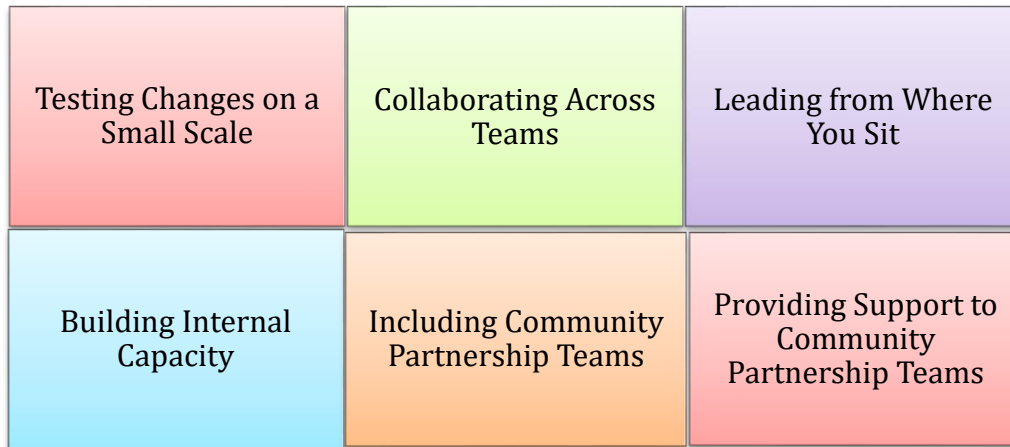 Testing Changes on a
Small Scale
Collaborating Across
Teams
Leading from Where
You Sit
Building Internal
Capacity
Including Community
Partnership Teams
Providing Support to
Community
Partnership Teams